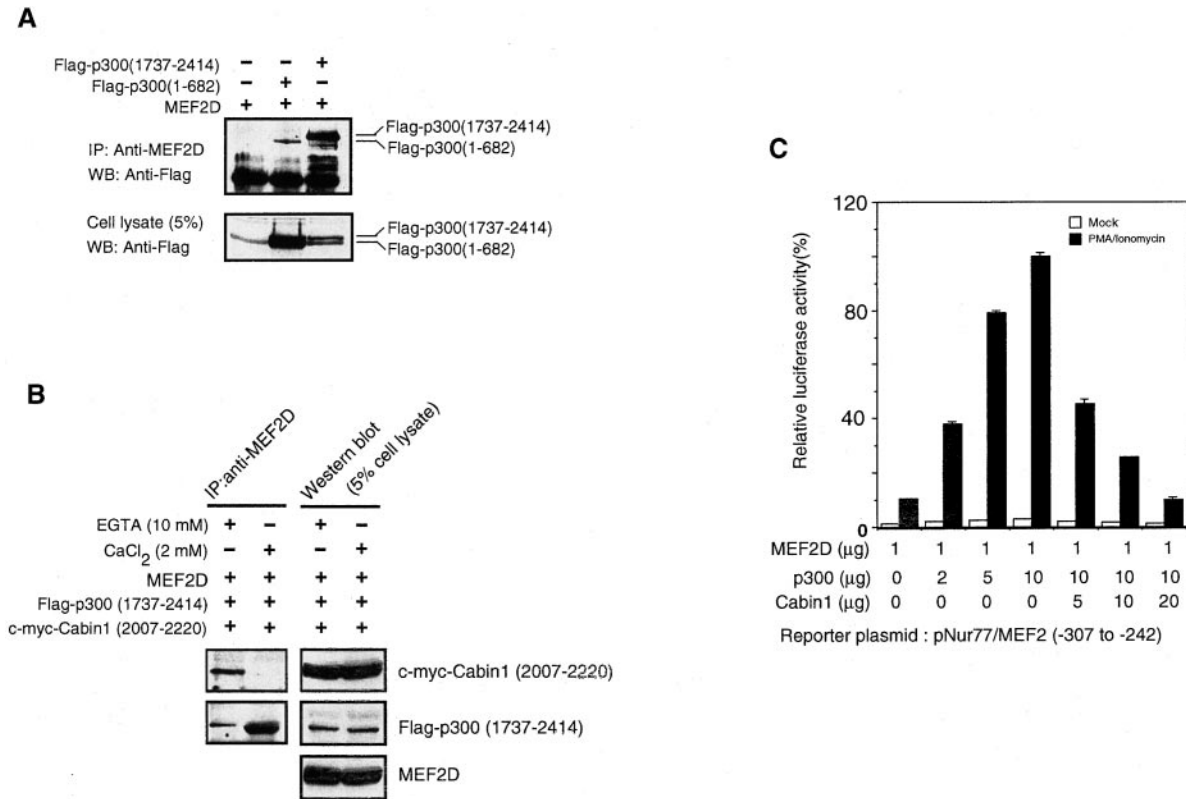 A
Flag-p300(1737-2414) - - +
Flag-p300(1-682) - + -
MEF2D + + +
IP: Anti-MEF2D
WB: Anti-Flag
Flag-p300(1737-2414)
Flag-p300(1-682)
Cell lysate (5%)
WB: Anti-Flag
Flag-p300(1737-2414)
Flag-p300(1-682)
B
IP:anti-MEF2D
Western blot
(5% cell lysate)
EGTA (10 mM) + - + -
CaCl2 (2 mM) - + - +
MEF2D + + + +
Flag-p300 (1737-2414) + + + +
c-myc-Cabin1 (2007-2220) + + + +
c-myc-Cabin1 (2007-2220)
Flag-p300 (1737-2414)
MEF2D
C
Relative luciferase activity(%)
120
80
40
0
Mock
PMA/Ionomycin
MEF2D (μg) 1 1 1 1 1 1 1
p300 (μg) 0 2 5 10 10 10 10
Cabin1 (μg) 0 0 0 0 5 10 20
Reporter plasmid : pNur77/MEF2 (-307 to -242)